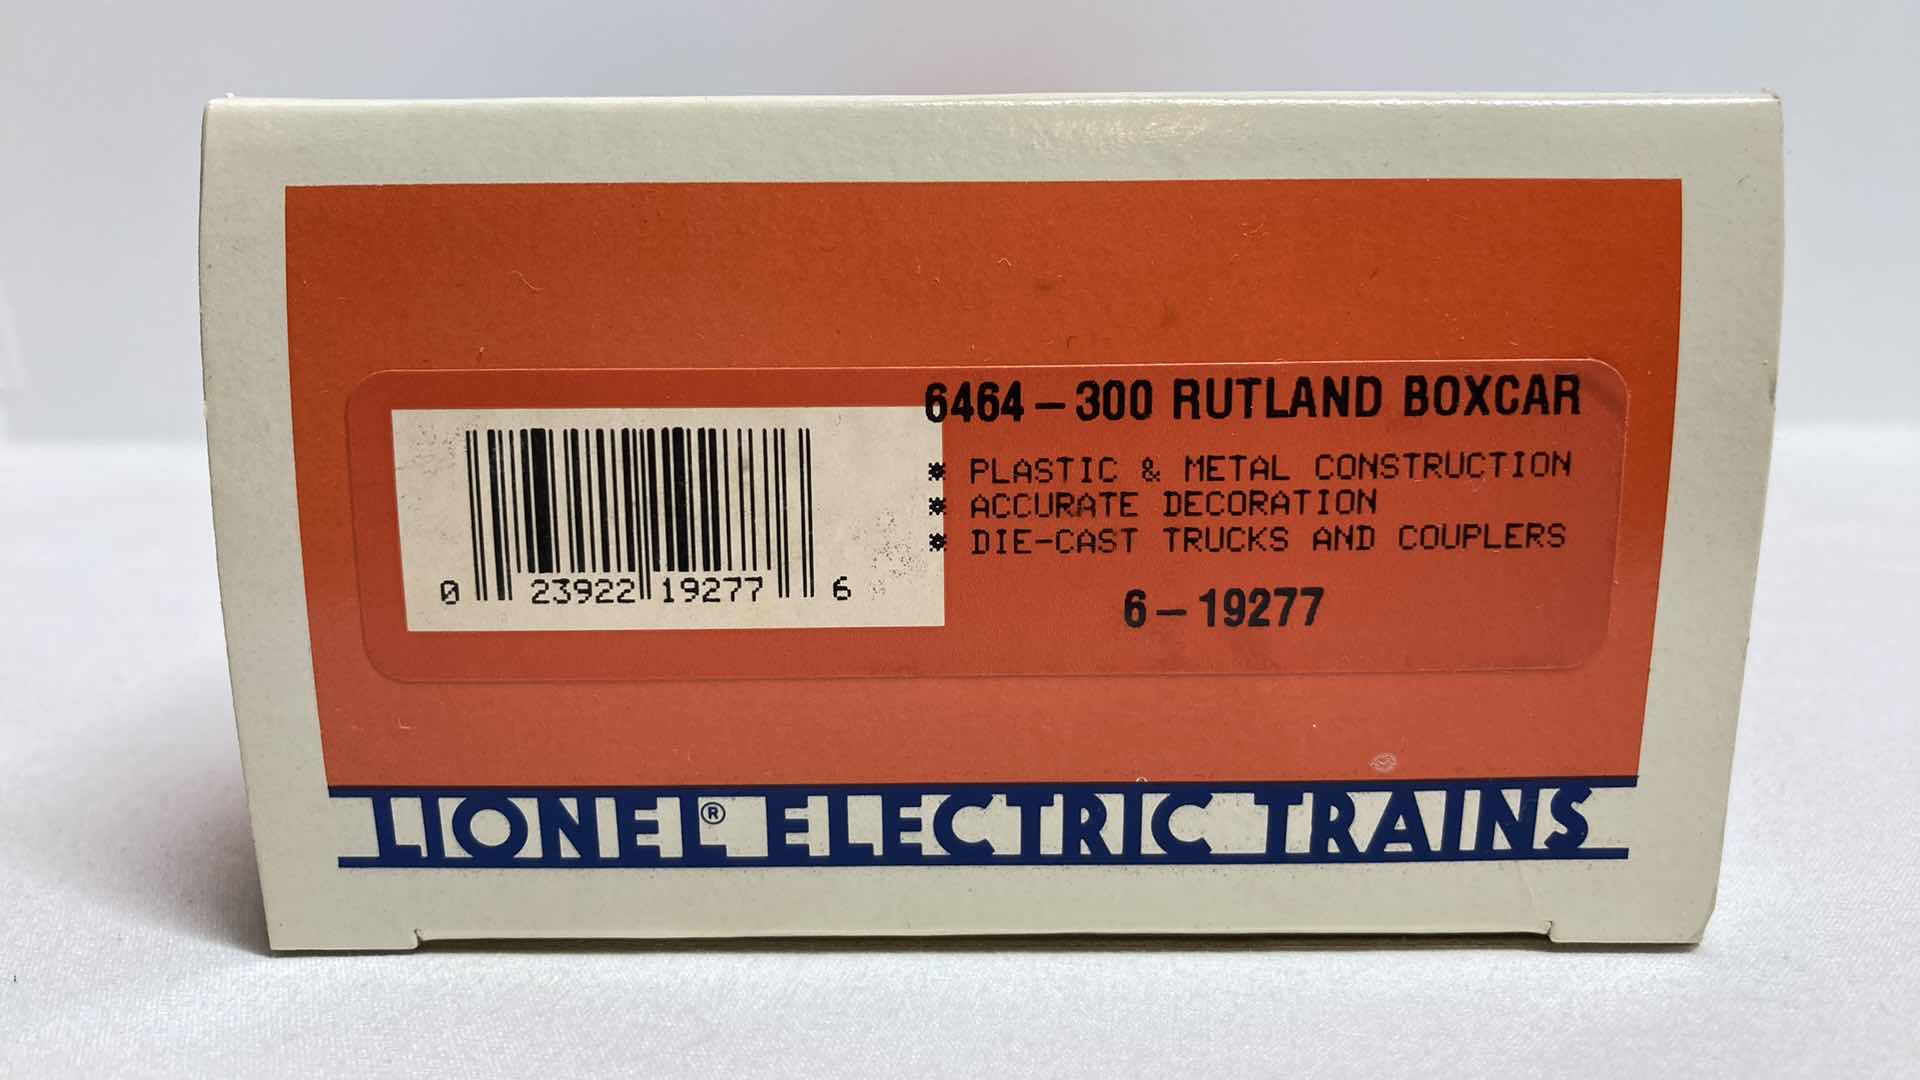 6464-300 RUTLAND BOXCAR
* PLASTIC & METAL CONSTRUCTION
* ACCURATE DECORATION
* DIE-CAST TRUCKS AND COUPLERS
6-19277
0 23922 19277 6
LIONEL® ELECTRIC TRAINS